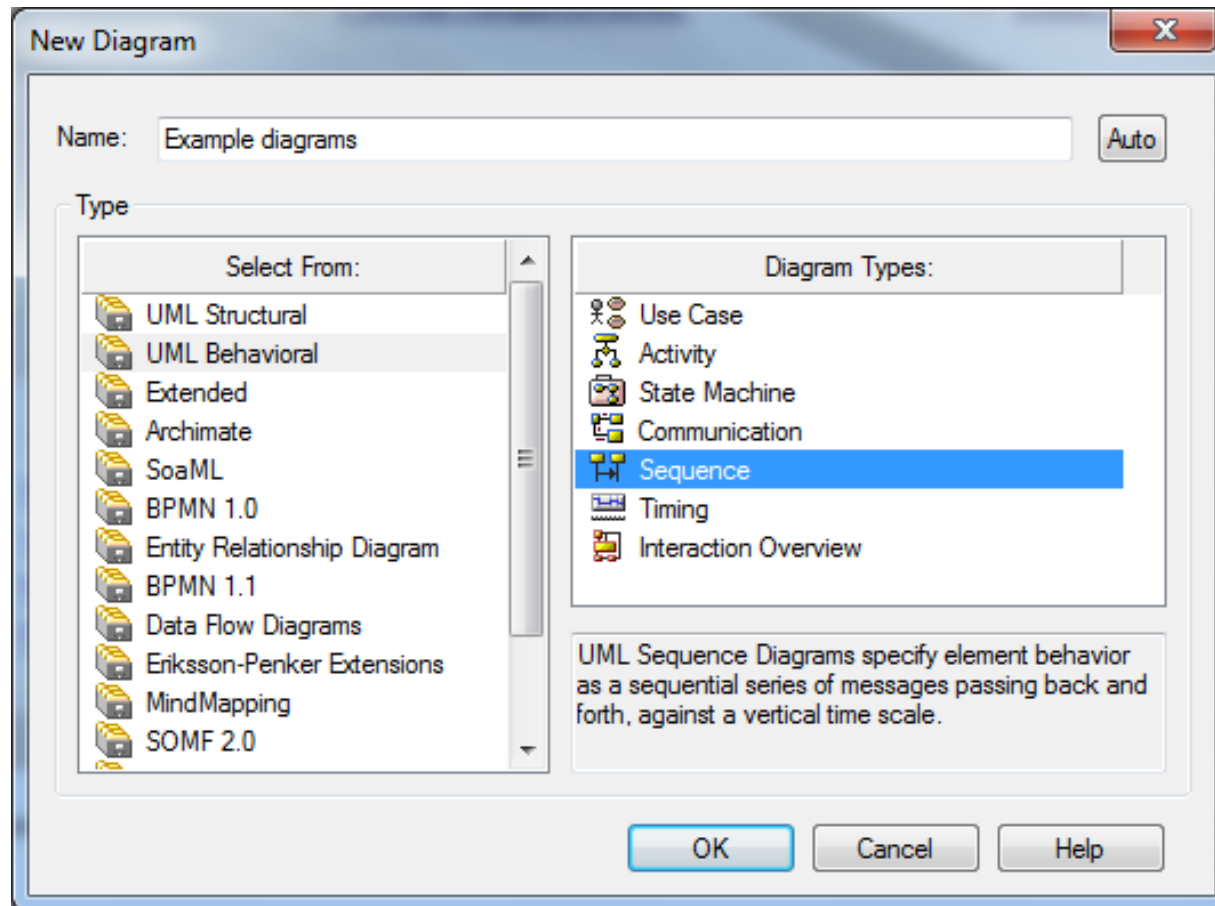 New Diagram
Name:
Example diagrams
Auto
Type
Select From:
UML Structural
UML Behavioral
Extended
Archimate
SoaML
BPMN 1.0
Entity Relationship Diagram
BPMN 1.1
Data Flow Diagrams
Eriksson-Penker Extensions
MindMapping
SOMF 2.0
Diagram Types:
Use Case
Activity
State Machine
Communication
Sequence
Timing
Interaction Overview
UML Sequence Diagrams specify element behavior
as a sequential series of messages passing back and
forth, against a vertical time scale.
OK
Cancel
Help